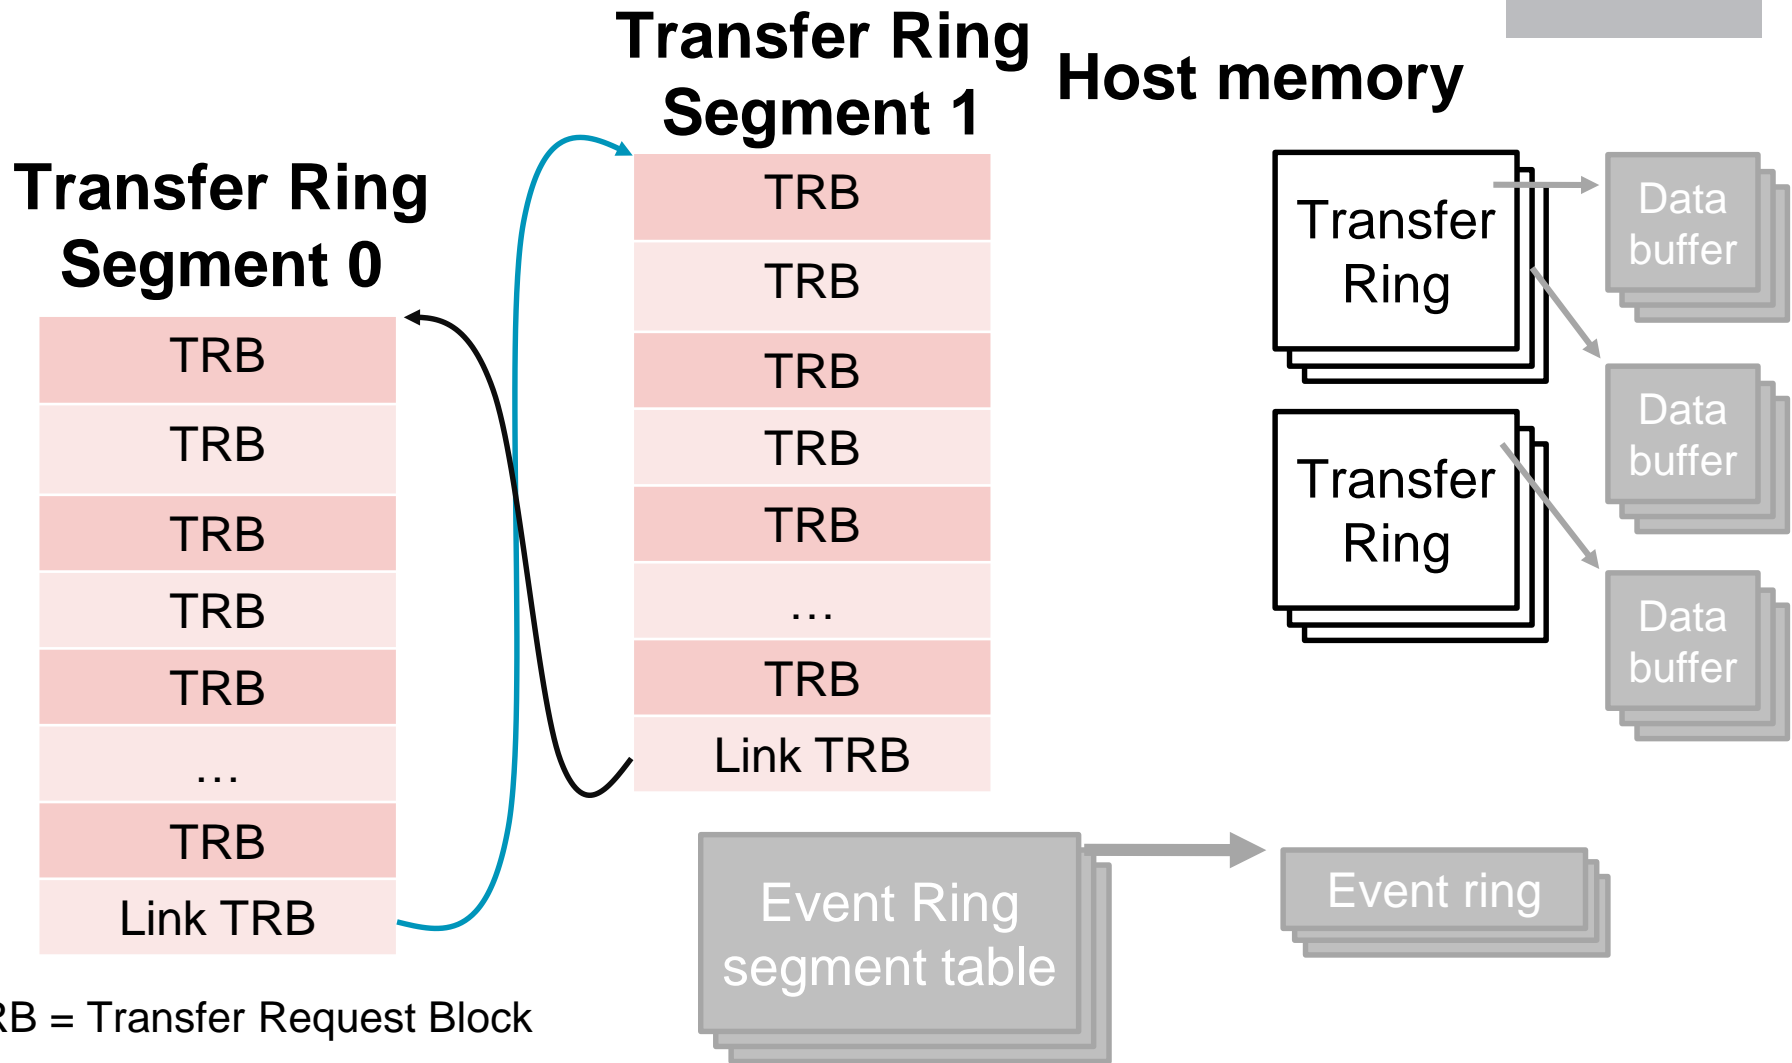 Transfer Ring
Segment 0
TRB
TRB
TRB
TRB
TRB
…
TRB
Link TRB
Transfer Ring
Segment 1
TRB
TRB
TRB
TRB
TRB
…
TRB
Link TRB
Host memory
Transfer
Ring
Transfer
Ring
Data
buffer
Data
buffer
Data
buffer
Event Ring
segment table
Event ring
RB = Transfer Request Block